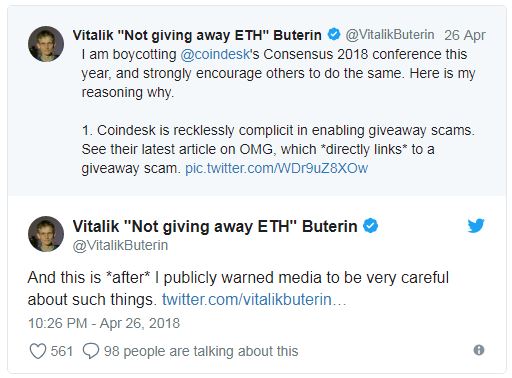 Vitalik "Not giving away ETH" Buterin @VitalikButerin 26 Apr
I am boycotting @coindesk's Consensus 2018 conference this
year, and strongly encourage others to do the same. Here is my
reasoning why.
1. Coindesk is recklessly complicit in enabling giveaway scams.
See their latest article on OMG, which *directly links* to a
giveaway scam. pic.twitter.com/WDr9uZ8XOw
Vitalik "Not giving away ETH" Buterin
@VitalikButerin
And this is *after* I publicly warned media to be very careful
about such things. twitter.com/vitalikbuterin…
10:26 PM - Apr 26, 2018
561 98 people are talking about this